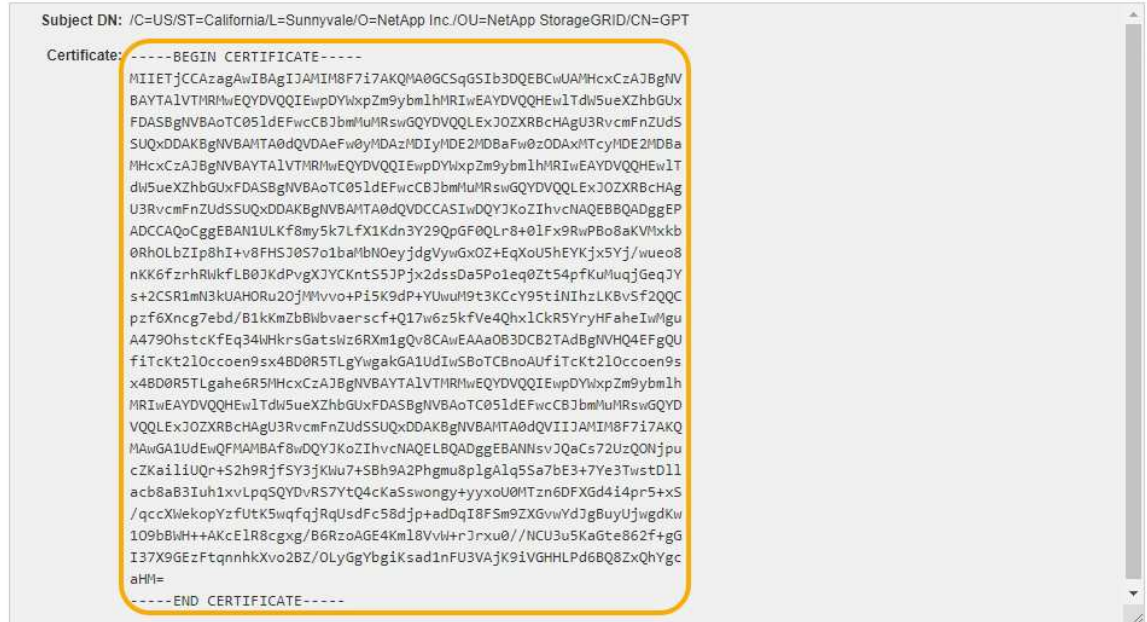 Subject DN: /C=US/ST=California/L=Sunnyvale/O=NetApp Inc./OU=NetApp StorageGRID/CN=GPT
Certificate: -----BEGIN CERTIFICATE-----
MIIETjCCAzagAwIBAgIJAMIM8F7i7AKQMA0GCSqGSIb3DQEBCwUAMHcxCzAJBgNV
BAYTAlVTMRMwEQYDVQQIEwpDYWxpZm9ybmlhMRIwEAYDVQQHEwlTdW5ueXZhbGUx
FDASBgNVBAoTC05ldEFwcCBJbmMuMRswGQYDVQQLExJOZXRBcHAgU3RvcmFnZUdS
SUQxDDAKBgNVBAMTA0dQVDAeFw0yMDAzMDIyMDE2MDBaFw0zODAxMTcyMDE2MDBa
MHcxCzAJBgNVBAYTAlVTMRMwEQYDVQQIEwpDYWxpZm9ybmlhMRIwEAYDVQQHEwlT
dW5ueXZhbGUxFDASBgNVBAoTC05ldEFwcCBJbmMuMRswGQYDVQQLExJOZXRBcHAg
U3RvcmFnZUdSSUQxDDAKBgNVBAMTA0dQVDCCASIwDQYJKoZIhvcNAQEBBQADggEP
ADCCAQoCggEBAN1ULKf8my5k7LfX1Kdn3Y29QpGF0QLr8+0lFx9RwPBo8aKVMxkb
0RhOLbZIp8hI+v8FHSJ0S7o1baMbNOeyjdgVywGxOZ+EqXoU5hEYKjx5Yj/wueo8
nKK6fzrhRWkfLB0JKdPvgXJYCKntS5JPjx2dssDa5Po1eq0Zt54pfKuMuqjGeqJY
s+2CSR1mN3kUAHORu2OjMMvvo+Pi5K9dP+YUwuM9t3KCcY95tiNIhzLKBvSf2QQC
pzf6Xncg7ebd/B1kKmZbBWbvaerscf+Q17w6z5kfVe4QhxlCkR5YryHFaheIwMgu
A479OhstcKfEq34WHkrsGatsWz6RXm1gQv8CAwEAAaOB3DCB2TAdBgNVHQ4EFgQU
fiTcKt2lOccoen9sx4BD0R5TLgYwgakGA1UdIwSBoTCBnoAUfiTcKt2lOccoen9s
x4BD0R5TLgahe6R5MHcxCzAJBgNVBAYTAlVTMRMwEQYDVQQIEwpDYWxpZm9ybmlh
MRIwEAYDVQQHEwlTdW5ueXZhbGUxFDASBgNVBAoTC05ldEFwcCBJbmMuMRswGQYD
VQQLExJOZXRBcHAgU3RvcmFnZUdSSUQxDDAKBgNVBAMTA0dQVIIJAMIM8F7i7AKQ
MAwGA1UdEwQFMAMBAf8wDQYJKoZIhvcNAQELBQADggEBANNsvJQaCs72UzQONjpu
cZKailiUQr+S2h9RjfSY3jKWu7+SBh9A2Phgmu8plgAlq5Sa7bE3+7Ye3TwstDll
acb8aB3Iuh1xvLpqSQYDvRS7YtQ4cKaSswongy+yyxoU0MTzn6DFXGd4i4pr5+xS
/qccXWekopYzfUtK5wqfqjRqUsdFc58djp+adDqI8FSm9ZXGvwYdJgBuyUjwgdKw
1O9bBWH++AKcElR8cgxg/B6RzoAGE4Kml8VvW+rJrxu0//NCU3u5KaGte862f+gG
I37X9GEzFtqnnhkXvo2BZ/OLyGgYbgiKsad1nFU3VAjK9iVGHHLPd6BQ8ZxQhYgc
aHM=
-----END CERTIFICATE-----